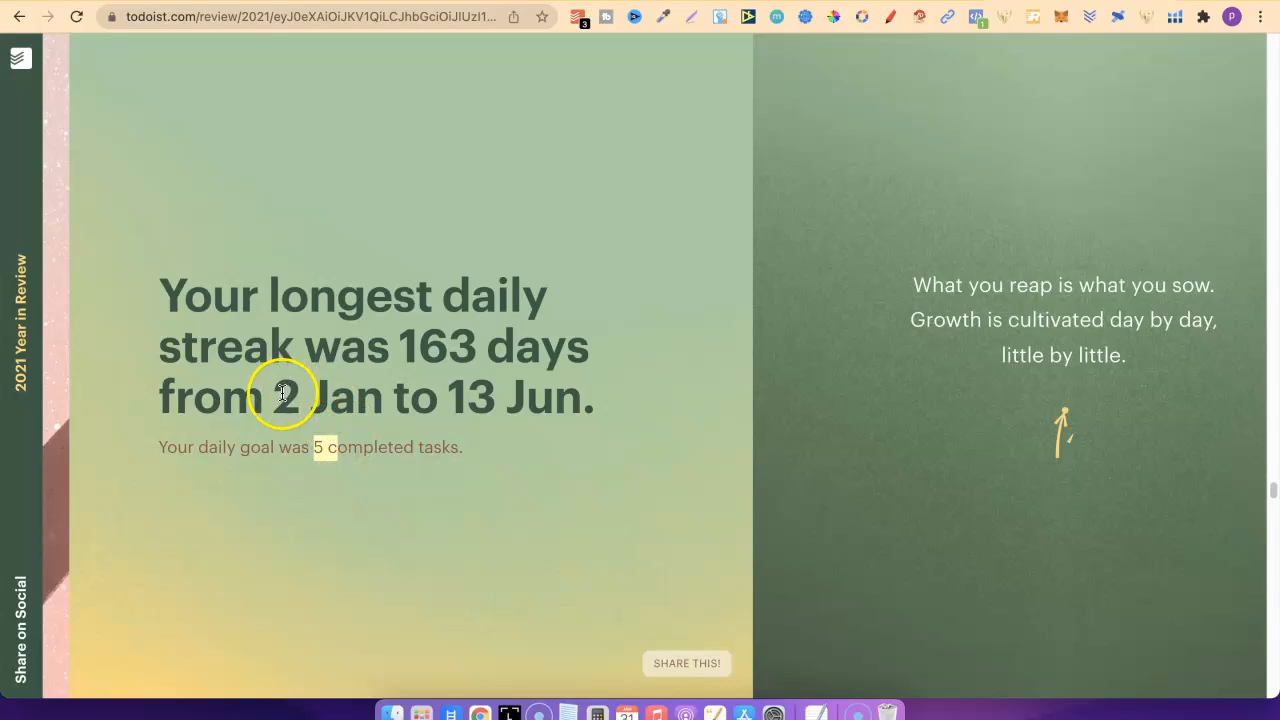 todoist.com/review/2021/eyJ0eXAiOiJKV1QiLCJhbGciOiJIUzI1...
3
1
P
2021 Year in Review
Share on Social
Your longest daily
streak was 163 days
from 2 Jan to 13 Jun.
Your daily goal was 5 completed tasks.
SHARE THIS!
What you reap is what you sow.
Growth is cultivated day by day,
little by little.